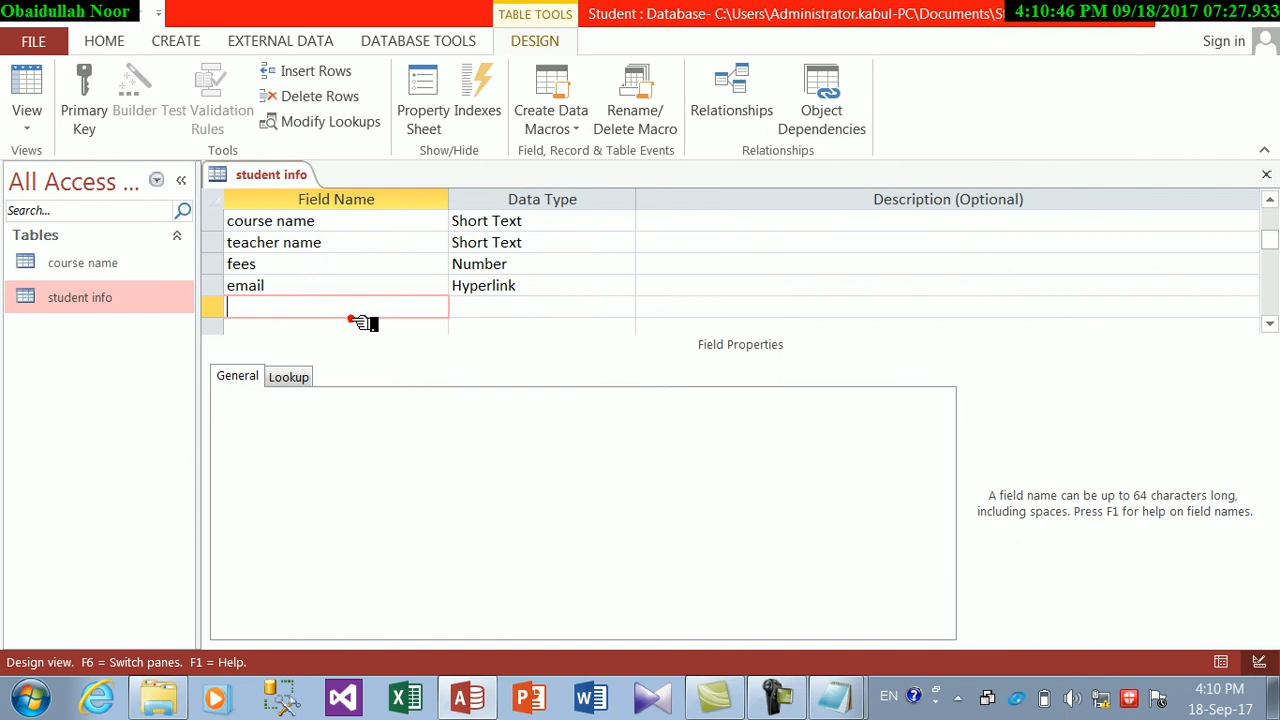 Obaidullah Noor
TABLE TOOLS
Student : Database- C:\Users\Administrator.kabul-PC\Documents\St
4:10:46 PM 09/18/2017 07:27.933
FILE
HOME
CREATE
EXTERNAL DATA
DATABASE TOOLS
DESIGN
Sign in
View
Primary Key
Builder
Test Validation Rules
Insert Rows
Delete Rows
Modify Lookups
Property Sheet
Indexes
Create Data Macros
Rename/ Delete Macro
Relationships
Object Dependencies
Views
Tools
Show/Hide
Field, Record & Table Events
Relationships
All Access ...
Search...
Tables
course name
student info
student info
Field Name Data Type Description (Optional)
course name Short Text
teacher name Short Text
fees Number
email Hyperlink
Field Properties
General Lookup
A field name can be up to 64 characters long,
including spaces. Press F1 for help on field names.
Design view. F6 = Switch panes. F1 = Help.
EN
4:10 PM
18-Sep-17